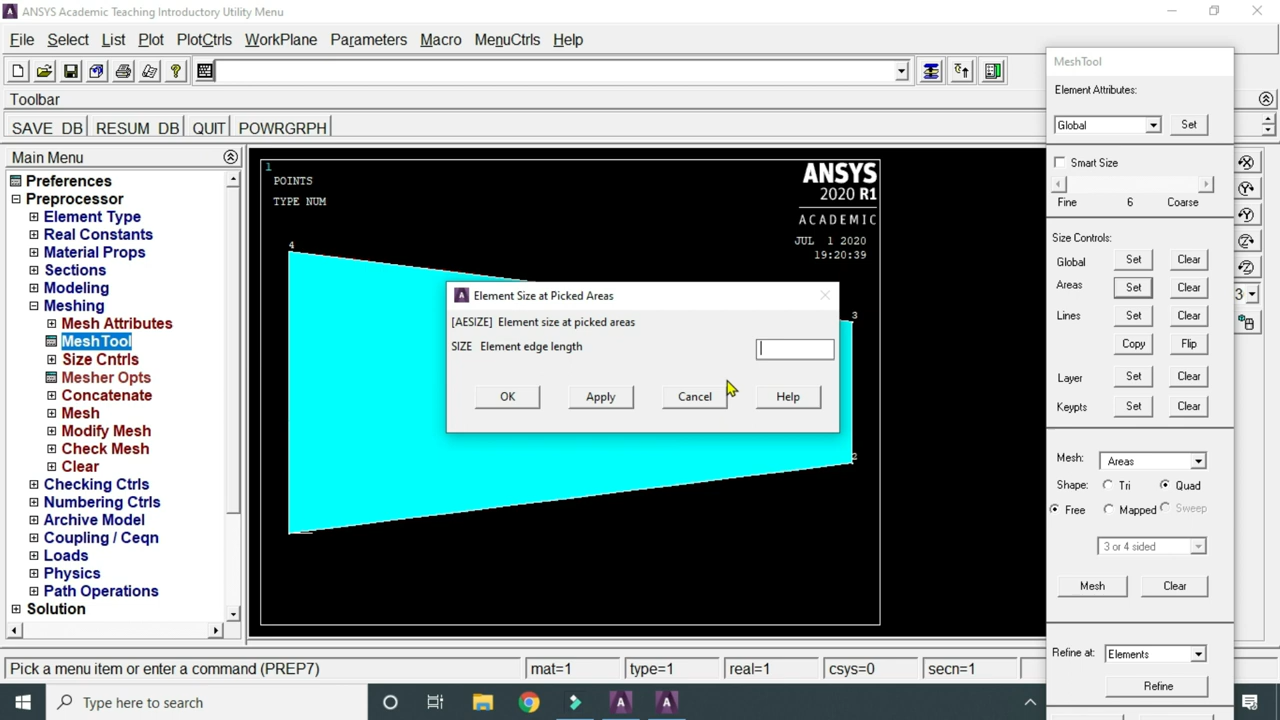 ANSYS Academic Teaching Introductory Utility Menu
File Select List Plot PlotCtrls WorkPlane Parameters Macro MenuCtrls Help
Toolbar
SAVE_DB RESUM_DB QUIT POWRGRPH
Main Menu
Preferences
Preprocessor
Element Type
Real Constants
Material Props
Sections
Modeling
Meshing
Mesh Attributes
MeshTool
Size Cntrls
Mesher Opts
Concatenate
Mesh
Modify Mesh
Check Mesh
Clear
Checking Ctrls
Numbering Ctrls
Archive Model
Coupling / Ceqn
Loads
Physics
Path Operations
Solution
1
POINTS
TYPE NUM
ANSYS
2020 R1
ACADEMIC
JUL 1 2020
19:20:39
4
3
2
Element Size at Picked Areas
[AESIZE] Element size at picked areas
SIZE Element edge length
OK Apply Cancel Help
MeshTool
Element Attributes:
Global Set
Smart Size
Fine 6 Coarse
Size Controls:
Global Set Clear
Areas Set Clear
Lines Set Clear
Copy Flip
Layer Set Clear
Keypts Set Clear
Mesh: Areas
Shape: Tri Quad
Free Mapped Sweep
3 or 4 sided
Mesh Clear
Refine at: Elements
Refine
3
Pick a menu item or enter a command (PREP7) mat=1 type=1 real=1 csys=0 secn=1
Type here to search